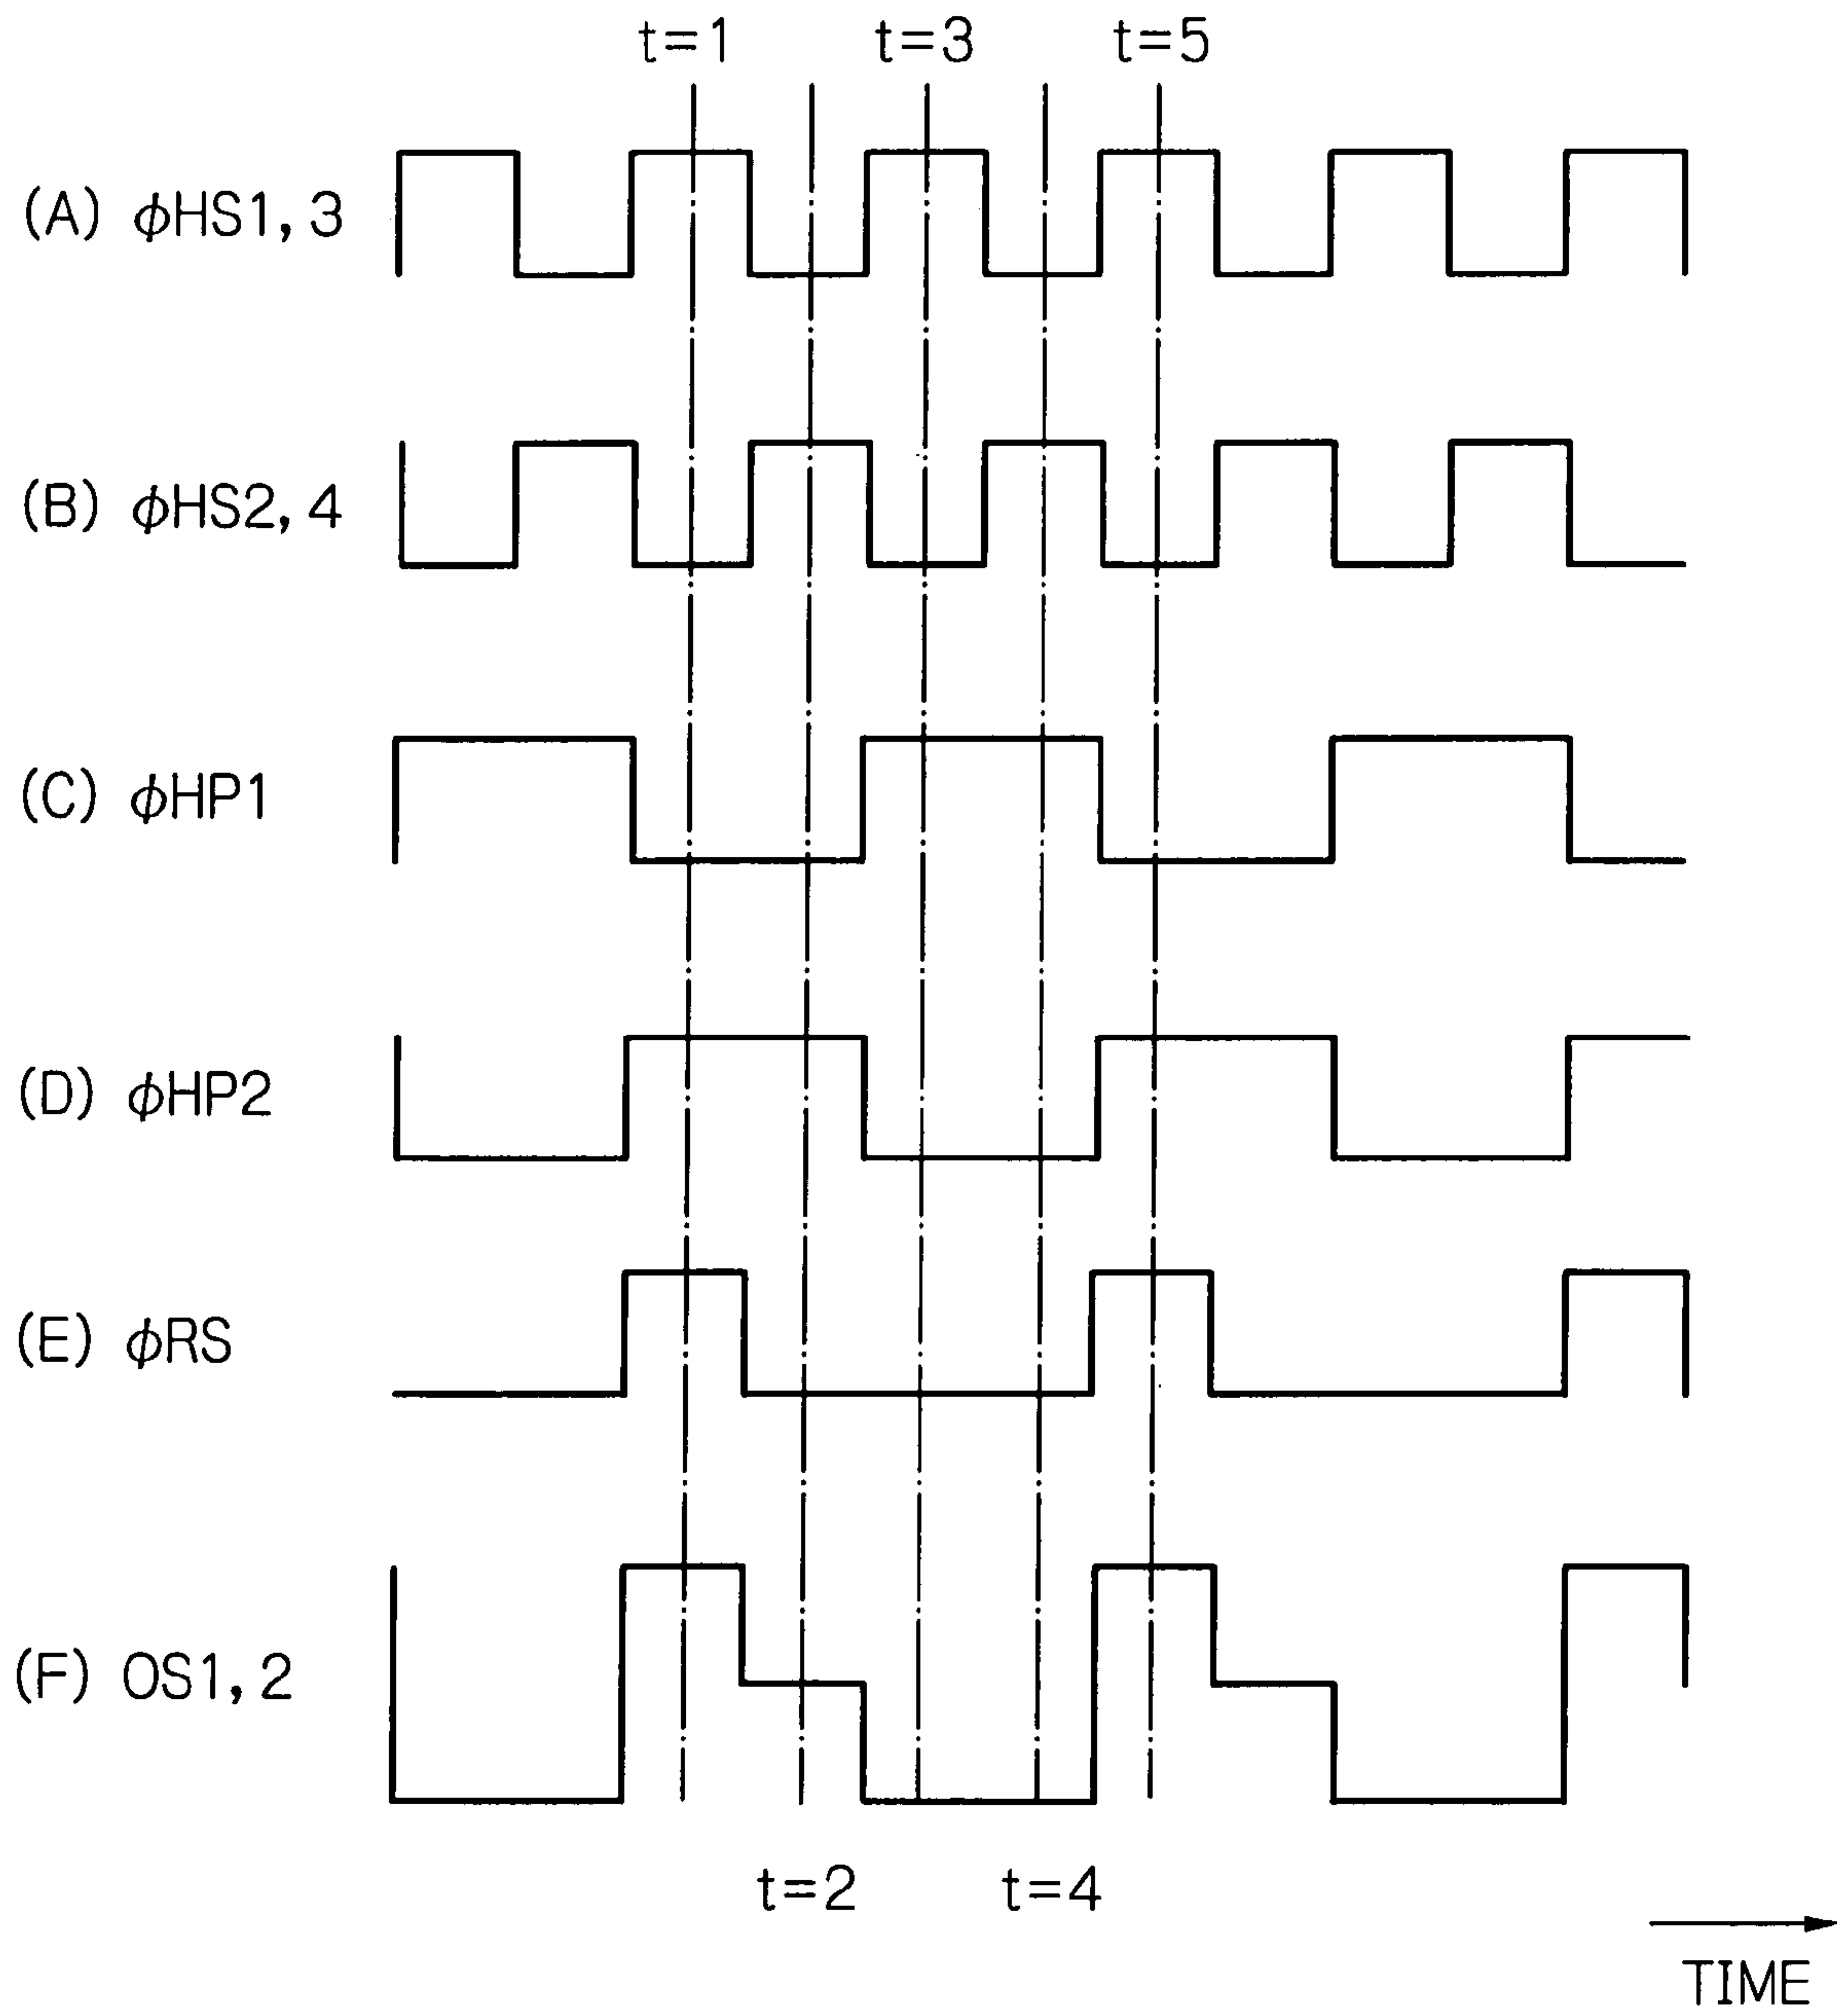 t=1 t=3 t=5
(A) ϕHS1,3
(B) ϕHS2,4
(C) ϕHP1
(D) ϕHP2
(E) ϕRS
(F) OS1,2
t=2 t=4
TIME